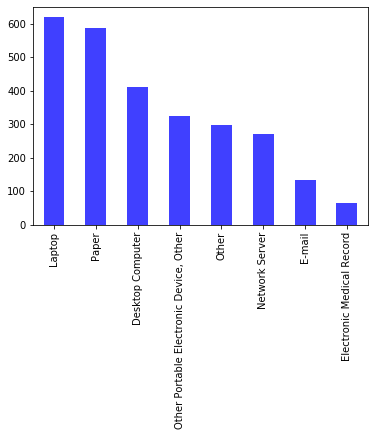 600
500
400
300
200
100
0
Laptop
Paper
Desktop Computer
Other Portable Electronic Device, Other
Other
Network Server
E-mail
Electronic Medical Record